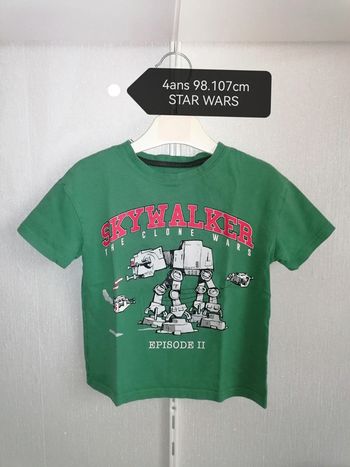 4ans 98.107cm
STAR WARS
SKYWALKER
THE CLONE WARS
EPISODE II